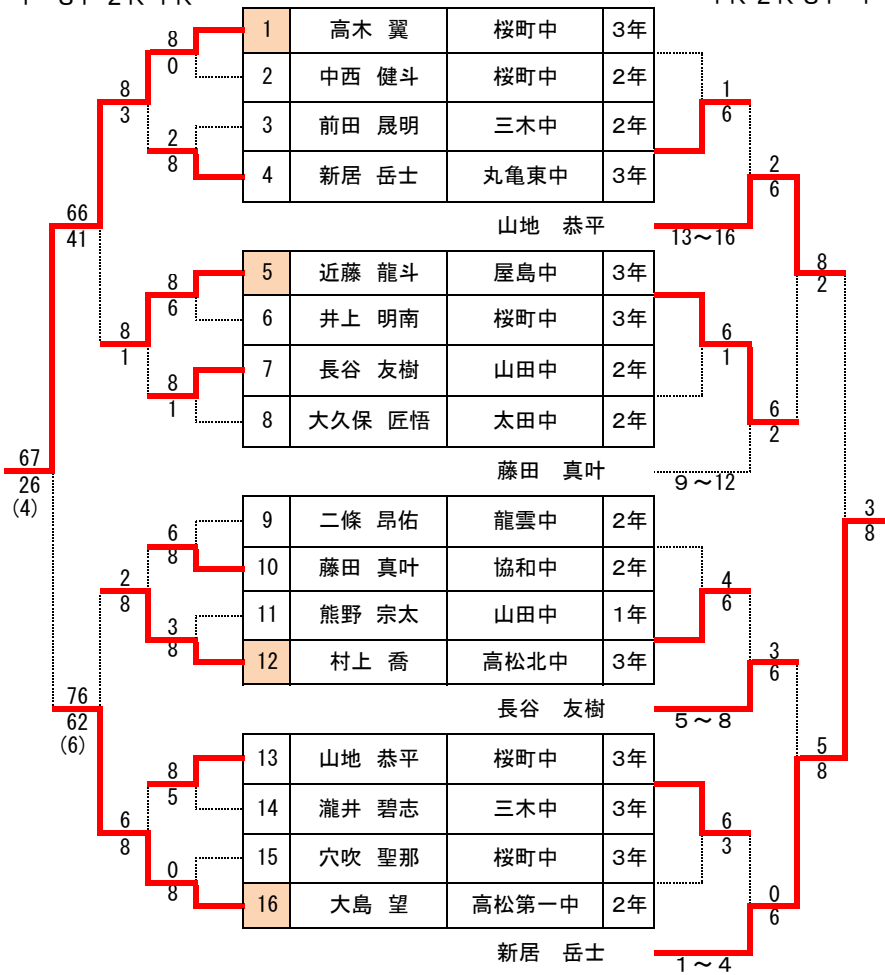 8 1 高木 翼 桜町中 3年
0
8 2 中西 健斗 桜町中 2年 1
3 6
2 3 前田 晟明 三木中 2年
8 4 新居 岳士 丸亀東中 3年 2
6
66 山地 恭平
41 13～16
8 5 近藤 龍斗 屋島中 3年 8
6 2
8 6 井上 明南 桜町中 3年 6
1 1
8 7 長谷 友樹 山田中 2年
1 8 大久保 匠悟 太田中 2年 6
2
67 藤田 真叶
26 9～12
(4)
9 二條 昂佑 龍雲中 2年 3
6 8
8 10 藤田 真叶 協和中 2年
2 4
8 11 熊野 宗太 山田中 1年 6
3
8 12 村上 喬 高松北中 3年 3
6
76 長谷 友樹
62 5～8
(6)
8 13 山地 恭平 桜町中 3年 5
5 8
14 瀧井 碧志 三木中 3年
6 6
8 15 穴吹 聖那 桜町中 3年 3
0
8 16 大島 望 高松第一中 2年 0
6
新居 岳士
1～4